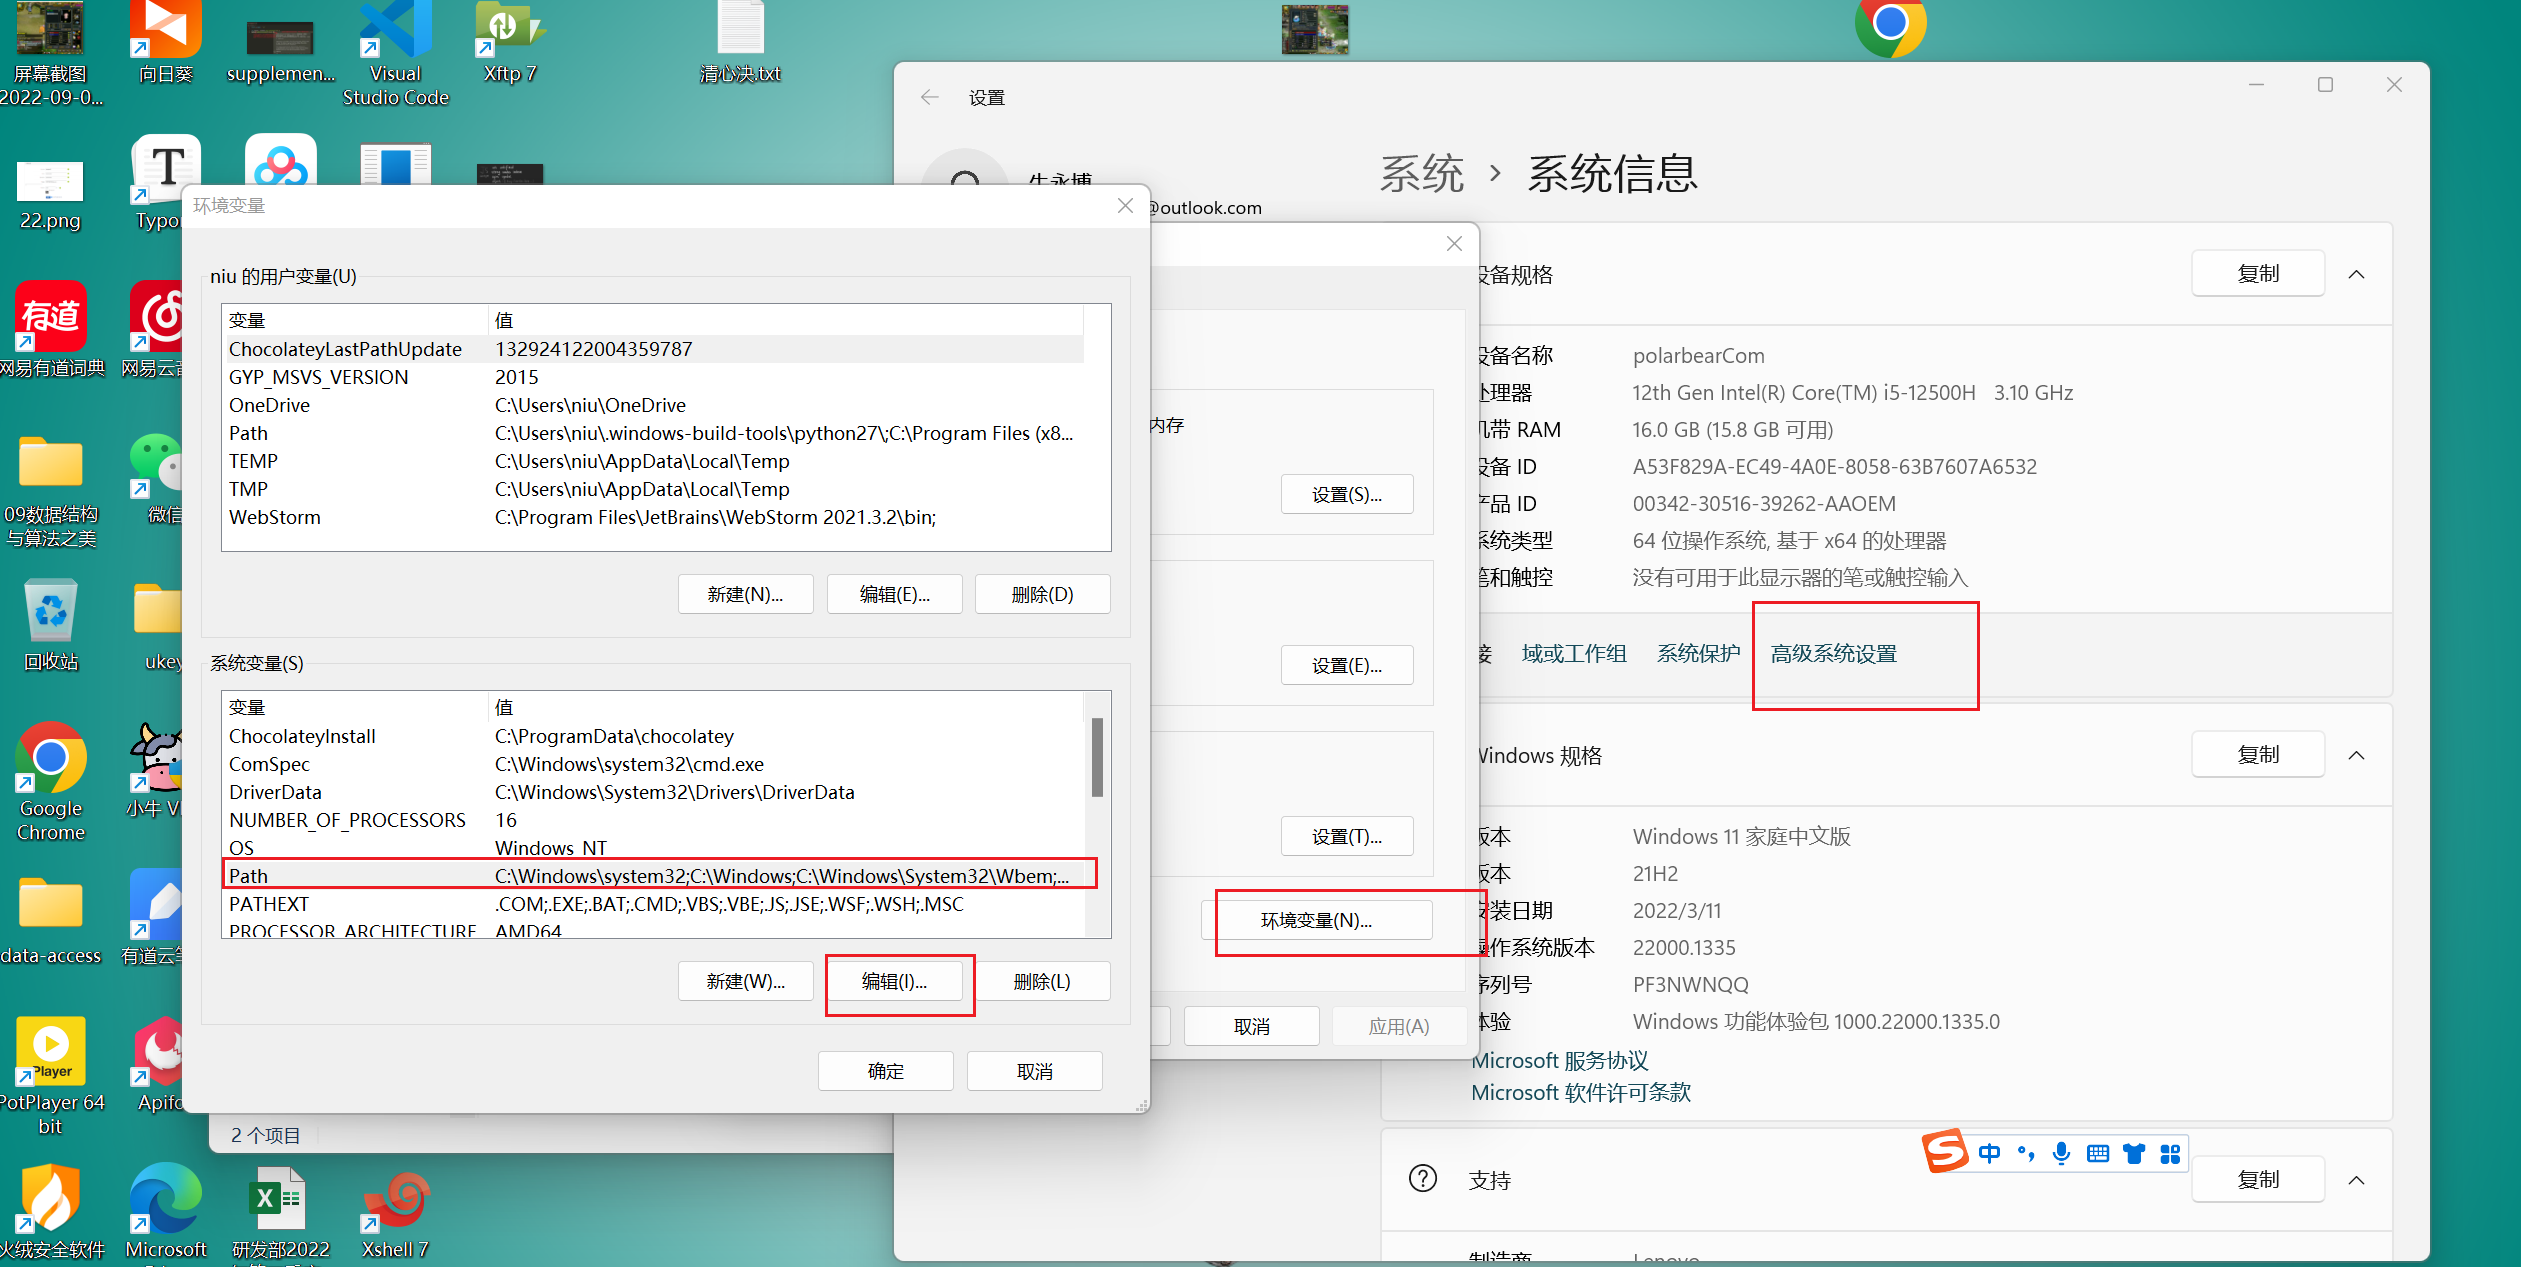 屏幕截图
2022-09-0...
向日葵
supplemen...
Visual
Studio Code
Xftp 7
清心决.txt
22.png
Typor
网易有道词典
网易云音
09数据结构
与算法之美
微信
回收站
ukey
Google
Chrome
小牛 V
data-access
有道云笔
PotPlayer 64
bit
Apifo
火绒安全软件
Microsoft
研发部2022
Xshell 7
2 个项目
环境变量
niu 的用户变量(U)
变量 值
ChocolateyLastPathUpdate 132924122004359787
GYP_MSVS_VERSION 2015
OneDrive C:\Users\niu\OneDrive
Path C:\Users\niu\.windows-build-tools\python27\;C:\Program Files (x8...
TEMP C:\Users\niu\AppData\Local\Temp
TMP C:\Users\niu\AppData\Local\Temp
WebStorm C:\Program Files\JetBrains\WebStorm 2021.3.2\bin;
新建(N)... 编辑(E)... 删除(D)
系统变量(S)
变量 值
ChocolateyInstall C:\ProgramData\chocolatey
ComSpec C:\Windows\system32\cmd.exe
DriverData C:\Windows\System32\Drivers\DriverData
NUMBER_OF_PROCESSORS 16
OS Windows_NT
Path C:\Windows\system32;C:\Windows;C:\Windows\System32\Wbem;...
PATHEXT .COM;.EXE;.BAT;.CMD;.VBS;.VBE;.JS;.JSE;.WSF;.WSH;.MSC
PROCESSOR_ARCHITECTURE AMD64
新建(W)... 编辑(I)... 删除(L)
确定 取消
内存
设置(S)...
设置(E)...
设置(T)...
环境变量(N)...
取消 应用(A)
设置
牛永博
@outlook.com
系统 › 系统信息
设备规格 复制
设备名称 polarbearCom
处理器 12th Gen Intel(R) Core(TM) i5-12500H 3.10 GHz
机带 RAM 16.0 GB (15.8 GB 可用)
设备 ID A53F829A-EC49-4A0E-8058-63B7607A6532
产品 ID 00342-30516-39262-AAOEM
系统类型 64 位操作系统, 基于 x64 的处理器
笔和触控 没有可用于此显示器的笔或触控输入
接 域或工作组 系统保护 高级系统设置
Windows 规格 复制
版本 Windows 11 家庭中文版
版本 21H2
安装日期 2022/3/11
操作系统版本 22000.1335
序列号 PF3NWNQQ
体验 Windows 功能体验包 1000.22000.1335.0
Microsoft 服务协议
Microsoft 软件许可条款
中
支持 复制
制造商 Lenovo